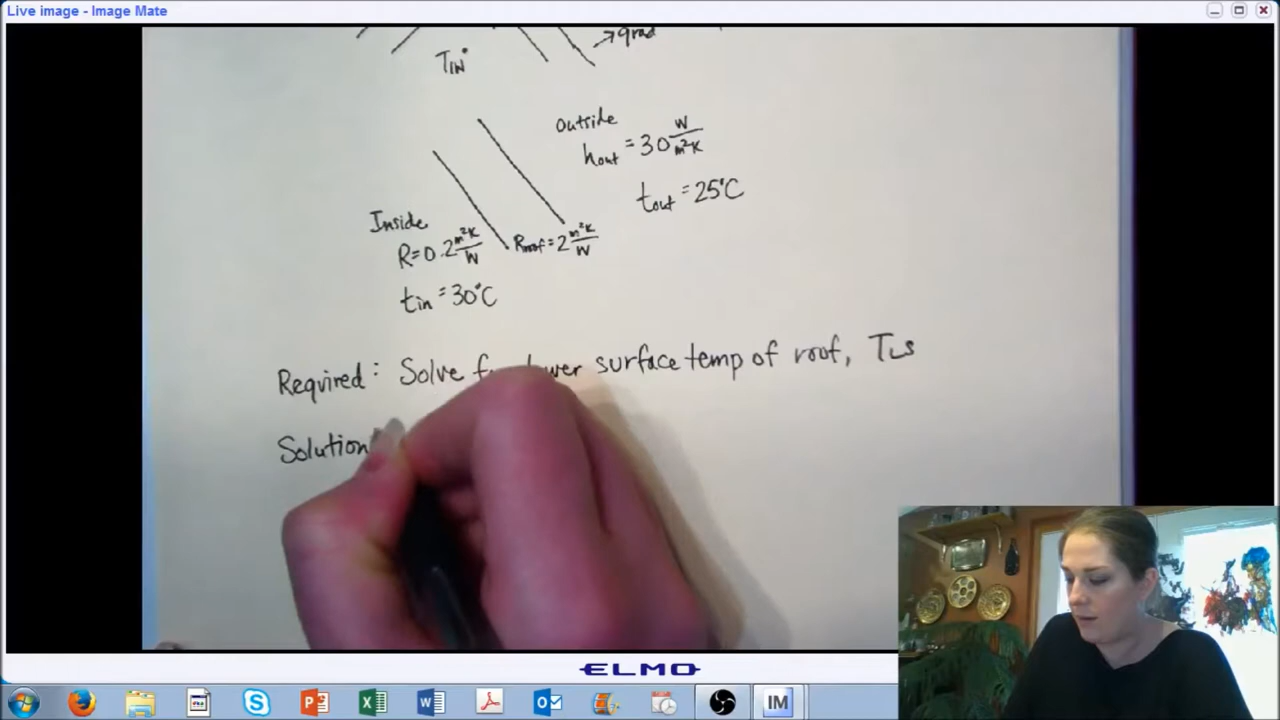 Live image - Image Mate
qrad
TIN
outside
hout = 30 W/m²K
tout = 25°C
Inside
R=0.2 m²K/W
Rroof = 2 m²K/W
tin = 30°C
Required: Solve surface temp of roof, TLS
Solution
ELMO
IM